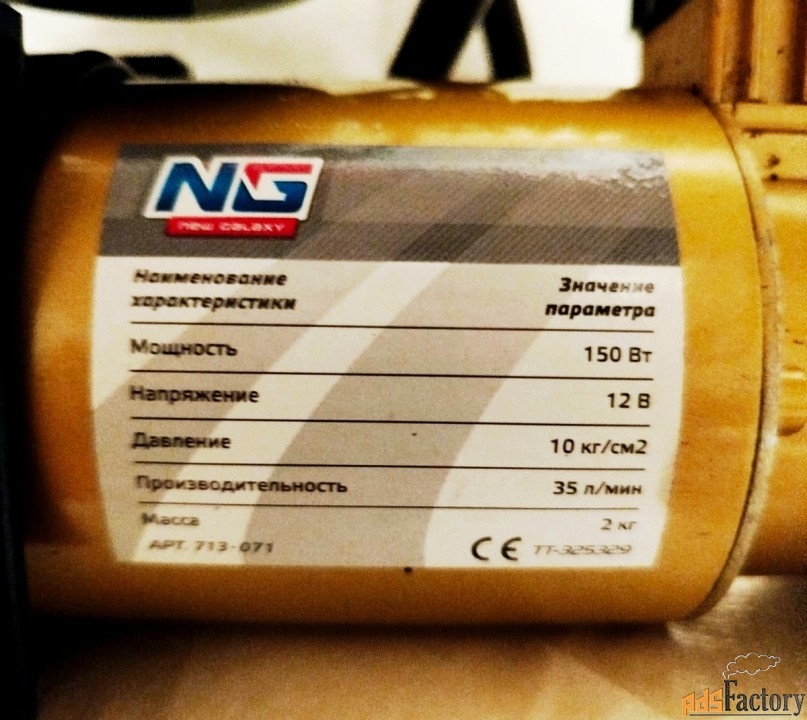 NG
new galaxy
Наименование характеристики Значение параметра
Мощность 150 Вт
Напряжение 12 В
Давление 10 кг/см2
Производительность 35 л/мин
Масса 2 кг
АРТ. 713-071 CE TT-325329
AdsFactory